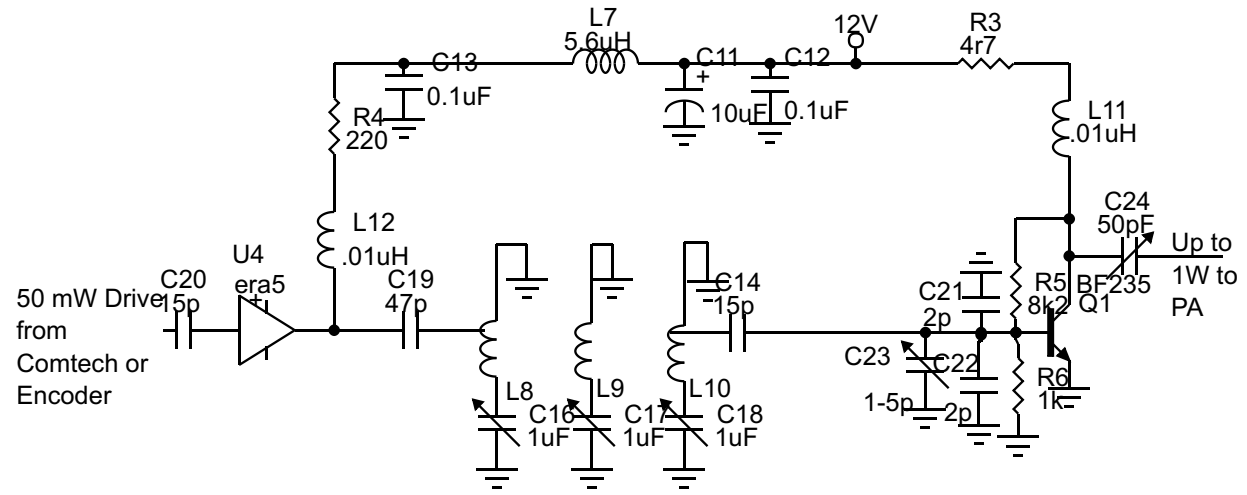 L7
5.6uH
12V
R3
4r7
C13
0.1uF
C11
+
10uF
C12
0.1uF
R4
220
L11
.01uH
L12
.01uH
C24
50pF
Up to
1W to
PA
U4
era5
+
C20
15p
C19
47p
C14
15p
C21
2p
R5
8k2
BF235
Q1
50 mW Drive
from
Comtech or
Encoder
C23
1-5p
C22
2p
R6
1k
L8
L9
L10
C16
1uF
C17
1uF
C18
1uF